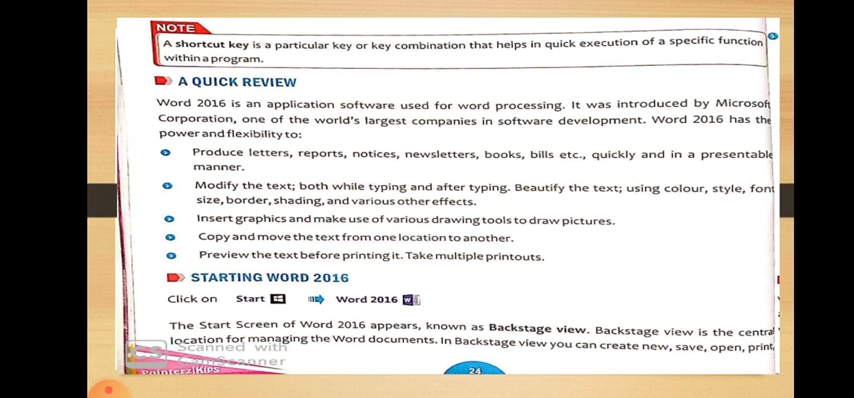 NOTE
A shortcut key is a particular key or key combination that helps in quick execution of a specific function
within a program.
A QUICK REVIEW
Word 2016 is an application software used for word processing. It was introduced by Microsoft
Corporation, one of the world's largest companies in software development. Word 2016 has the
power and flexibility to:
Produce letters, reports, notices, newsletters, books, bills etc., quickly and in a presentable
manner.
Modify the text; both while typing and after typing. Beautify the text; using colour, style, font
size, border, shading, and various other effects.
Insert graphics and make use of various drawing tools to draw pictures.
Copy and move the text from one location to another.
Preview the text before printing it. Take multiple printouts.
STARTING WORD 2016
Click on Start Word 2016
The Start Screen of Word 2016 appears, known as Backstage view. Backstage view is the central
location for managing the Word documents. In Backstage view you can create new, save, open, print,
CS Scanned with
CamScanner
Pointerz|Kips
24